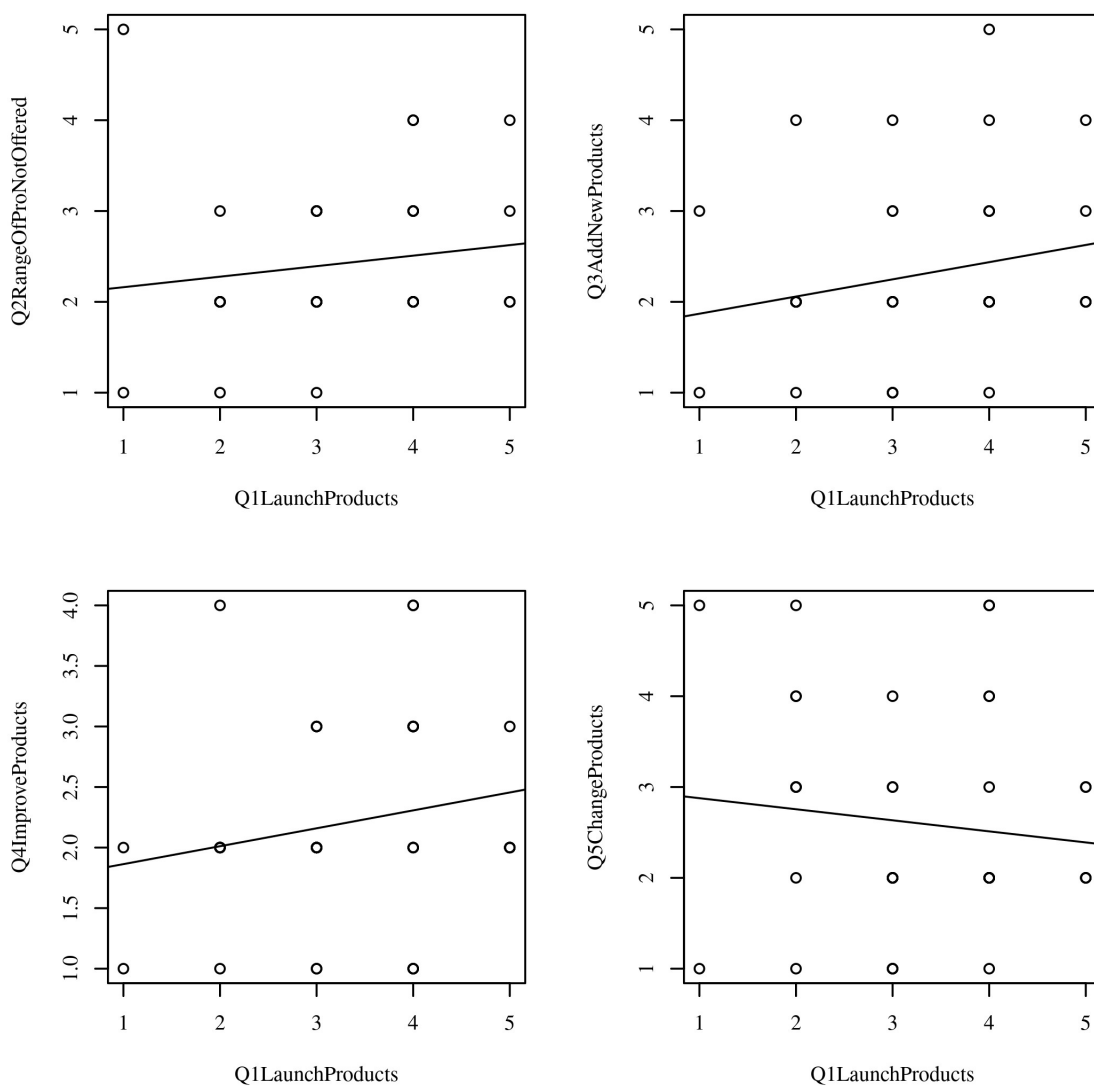 Q2RangeOfProNotOffered
5
4
3
2
1
1 2 3 4 5
Q1LaunchProducts
Q3AddNewProducts
5
4
3
2
1
1 2 3 4 5
Q1LaunchProducts
Q4ImproveProducts
4.0
3.5
3.0
2.5
2.0
1.5
1.0
1 2 3 4 5
Q1LaunchProducts
Q5ChangeProducts
5
4
3
2
1
1 2 3 4 5
Q1LaunchProducts